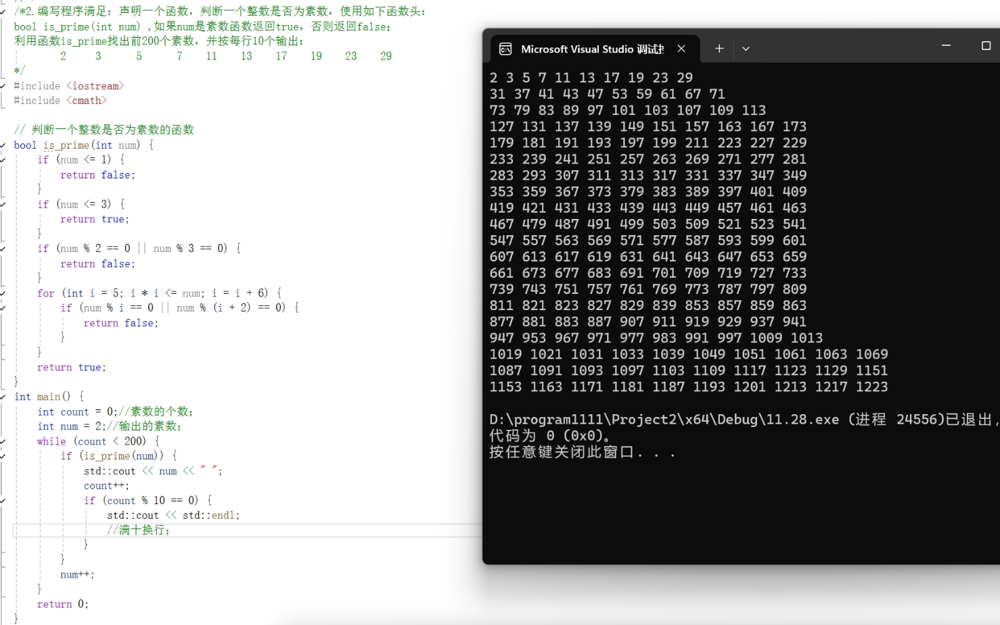 /*2.编写程序满足：声明一个函数，判断一个整数是否为素数，使用如下函数头：
bool is_prime(int num) ,如果num是素数函数返回true，否则返回false；
利用函数is_prime找出前200个素数，并按每行10个输出：
2 3 5 7 11 13 17 19 23 29
*/
#include <iostream>
#include <cmath>
// 判断一个整数是否为素数的函数
bool is_prime(int num) {
if (num <= 1) {
return false;
}
if (num <= 3) {
return true;
}
if (num % 2 == 0 || num % 3 == 0) {
return false;
}
for (int i = 5; i * i <= num; i = i + 6) {
if (num % i == 0 || num % (i + 2) == 0) {
return false;
}
}
return true;
}
int main() {
int count = 0;//素数的个数；
int num = 2;//输出的素数；
while (count < 200) {
if (is_prime(num)) {
std::cout << num << " ";
count++;
if (count % 10 == 0) {
std::cout << std::endl;
//满十换行；
}
}
num++;
}
return 0;
}
Microsoft Visual Studio 调试
2 3 5 7 11 13 17 19 23 29
31 37 41 43 47 53 59 61 67 71
73 79 83 89 97 101 103 107 109 113
127 131 137 139 149 151 157 163 167 173
179 181 191 193 197 199 211 223 227 229
233 239 241 251 257 263 269 271 277 281
283 293 307 311 313 317 331 337 347 349
353 359 367 373 379 383 389 397 401 409
419 421 431 433 439 443 449 457 461 463
467 479 487 491 499 503 509 521 523 541
547 557 563 569 571 577 587 593 599 601
607 613 617 619 631 641 643 647 653 659
661 673 677 683 691 701 709 719 727 733
739 743 751 757 761 769 773 787 797 809
811 821 823 827 829 839 853 857 859 863
877 881 883 887 907 911 919 929 937 941
947 953 967 971 977 983 991 997 1009 1013
1019 1021 1031 1033 1039 1049 1051 1061 1063 1069
1087 1091 1093 1097 1103 1109 1117 1123 1129 1151
1153 1163 1171 1181 1187 1193 1201 1213 1217 1223
D:\program1111\Project2\x64\Debug\11.28.exe (进程 24556)已退出，
代码为 0 (0x0)。
按任意键关闭此窗口. . .